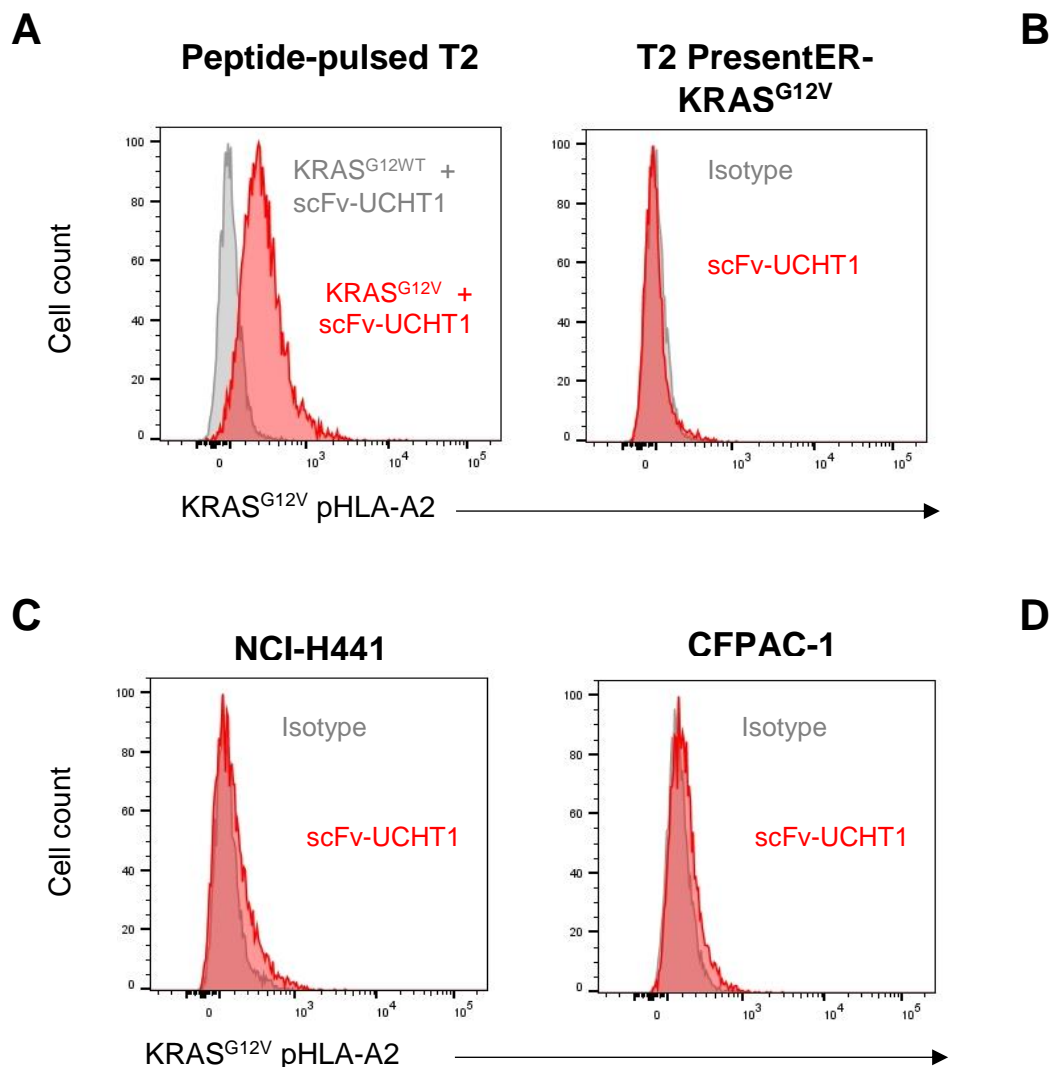 A
B
Peptide-pulsed T2
T2 PresentER-
KRASG12V
100
80
60
40
20
0
Cell count
KRASG12WT +
scFv-UCHT1
KRASG12V +
scFv-UCHT1
0 10³ 10⁴ 10⁵
100
80
60
40
20
0
Isotype
scFv-UCHT1
0 10³ 10⁴ 10⁵
KRASG12V pHLA-A2
C
D
NCI-H441
CFPAC-1
100
80
60
40
20
0
Cell count
Isotype
scFv-UCHT1
0 10³ 10⁴ 10⁵
100
80
60
40
20
0
Isotype
scFv-UCHT1
0 10³ 10⁴ 10⁵
KRASG12V pHLA-A2